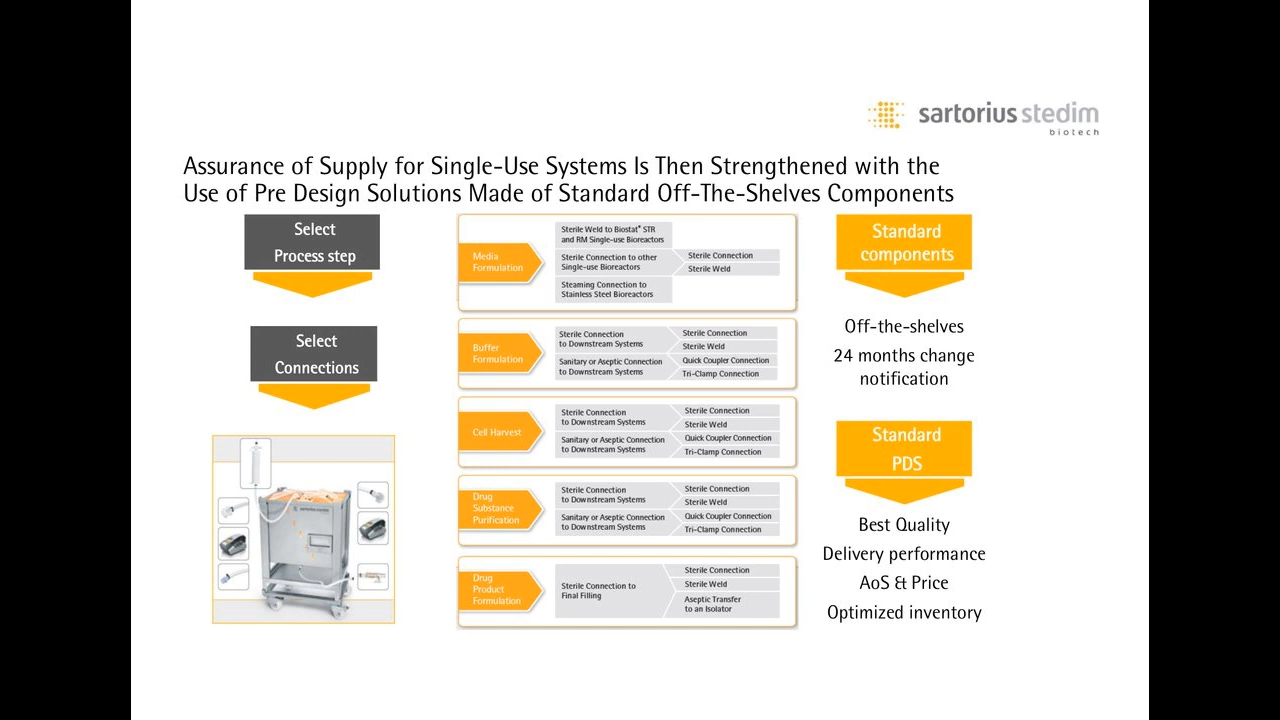 sartorius stedim
biotech
Assurance of Supply for Single-Use Systems Is Then Strengthened with the
Use of Pre Design Solutions Made of Standard Off-The-Shelves Components
Select
Process step
Select
Connections
sartorius stedim
Media
Formulation
Sterile Weld to Biostat® STR
and RM Single-use Bioreactors
Sterile Connection to other
Single-use Bioreactors
Steaming Connection to
Stainless Steel Bioreactors
Sterile Connection
Sterile Weld
Buffer
Formulation
Sterile Connection
to Downstream Systems
Sanitary or Aseptic Connection
to Downstream Systems
Sterile Connection
Sterile Weld
Quick Coupler Connection
Tri-Clamp Connection
Cell Harvest
Sterile Connection
to Downstream Systems
Sanitary or Aseptic Connection
to Downstream Systems
Sterile Connection
Sterile Weld
Quick Coupler Connection
Tri-Clamp Connection
Drug
Substance
Purification
Sterile Connection
to Downstream Systems
Sanitary or Aseptic Connection
to Downstream Systems
Sterile Connection
Sterile Weld
Quick Coupler Connection
Tri-Clamp Connection
Drug
Product
Formulation
Sterile Connection to
Final Filling
Sterile Connection
Sterile Weld
Aseptic Transfer
to an Isolator
Standard
components
Off-the-shelves
24 months change
notification
Standard
PDS
Best Quality
Delivery performance
AoS & Price
Optimized inventory